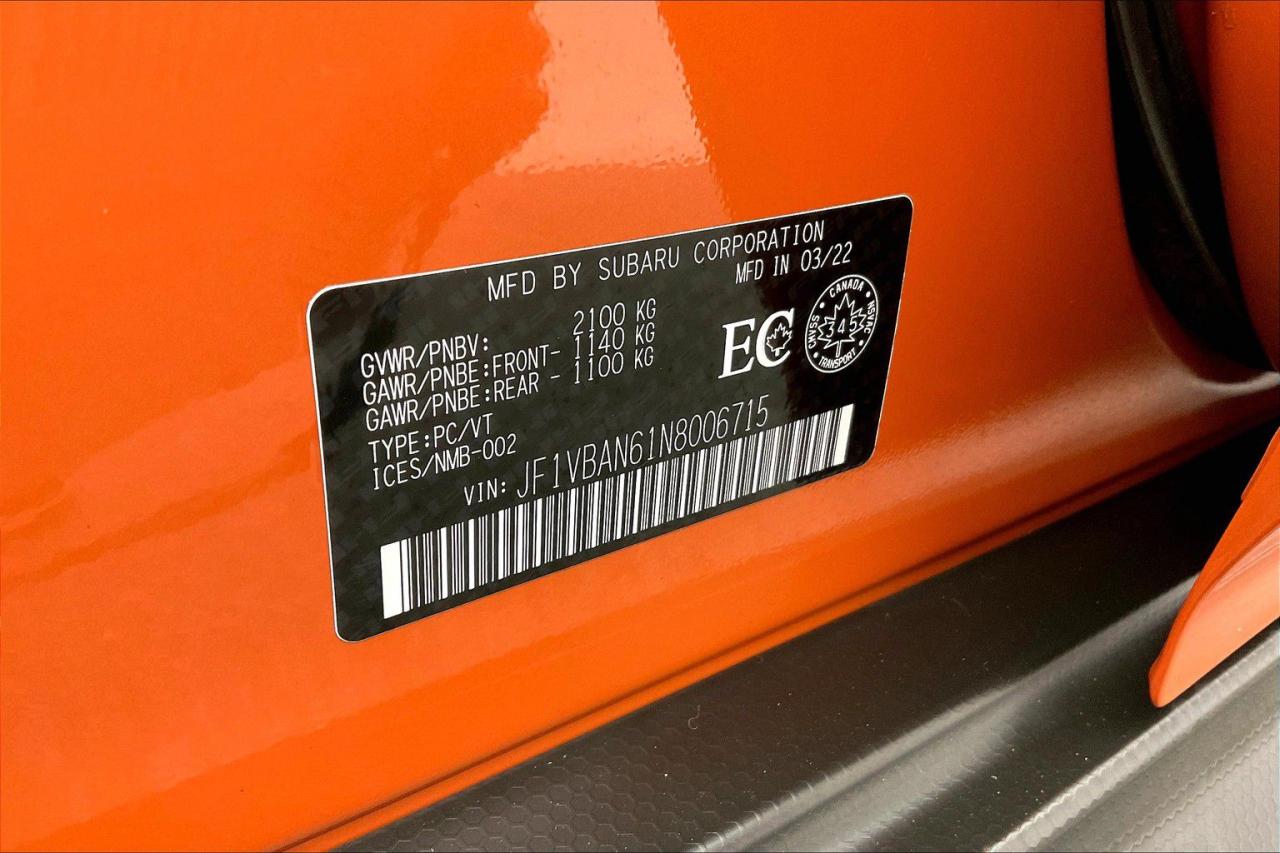 MFD BY SUBARU CORPORATION
MFD IN 03/22
GVWR/PNBV: 2100 KG
GAWR/PNBE:FRONT- 1140 KG
GAWR/PNBE:REAR - 1100 KG
TYPE:PC/VT
ICES/NMB-002
EC
CANADA
CMVSS 345 NSVAC
TRANSPORT
VIN: JF1VBAN61N8006715